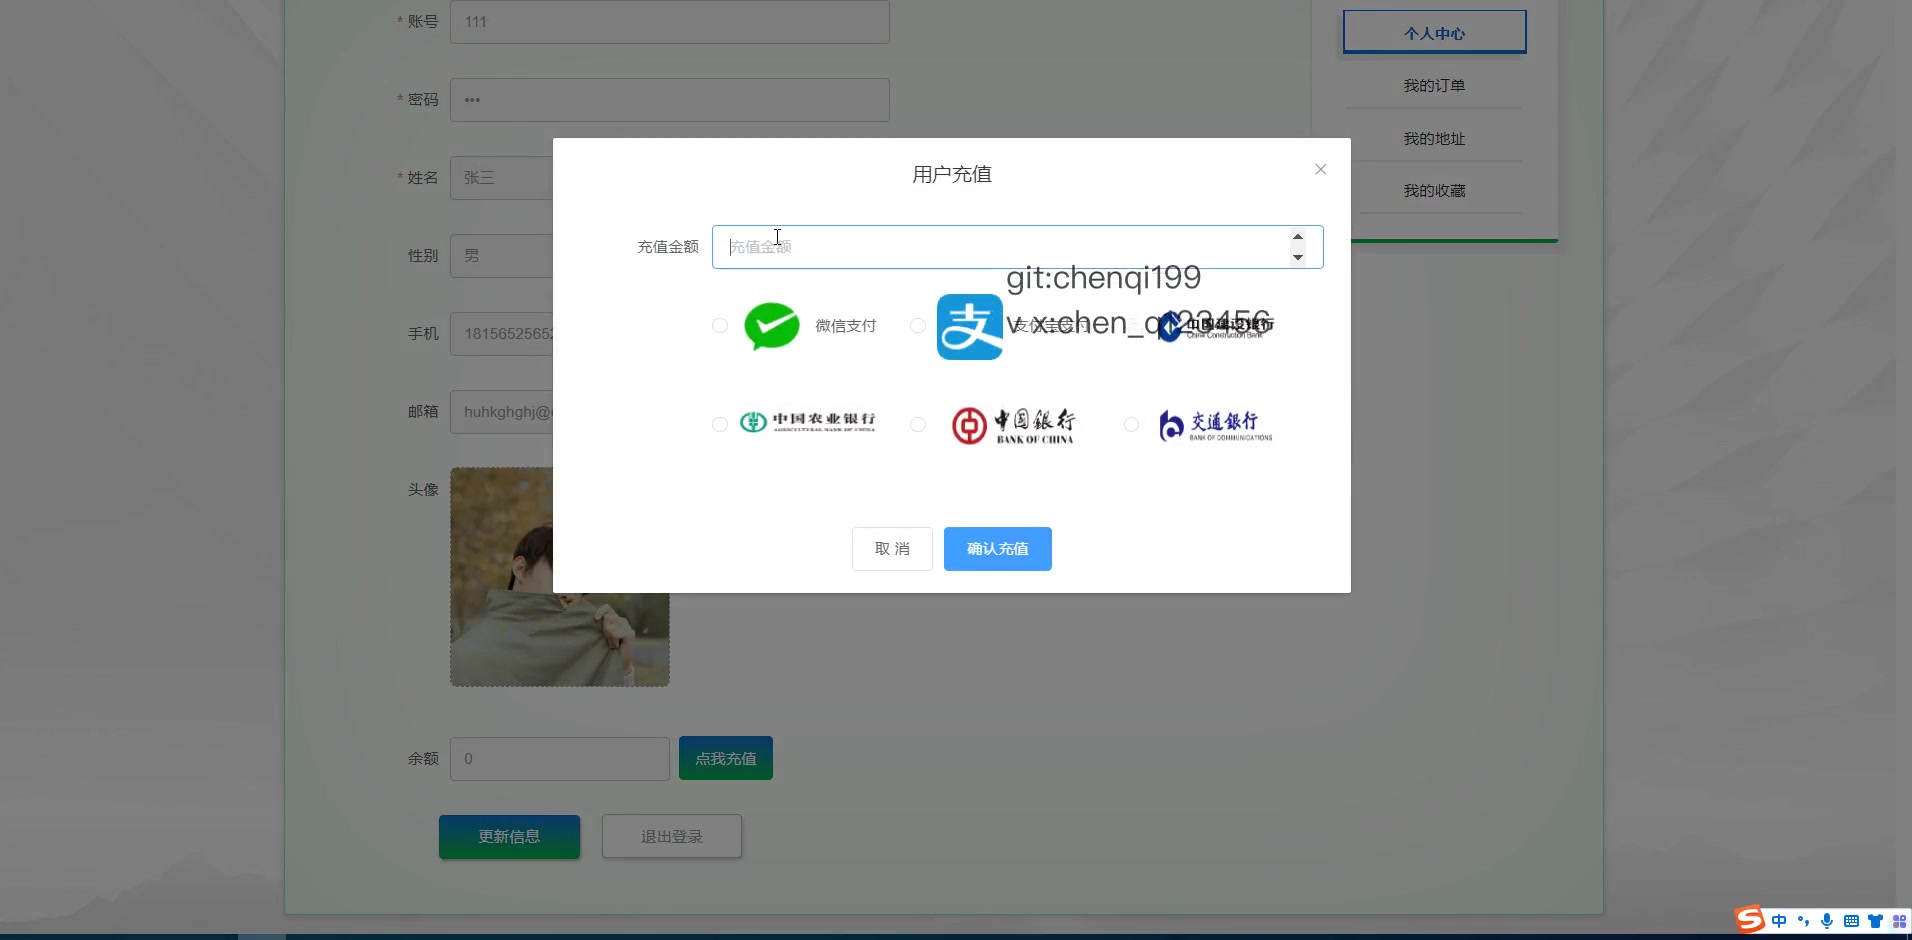 * 账号 111
个人中心
我的订单
* 密码 •••
我的地址
用户充值
* 姓名 张三
我的收藏
充值金额 充值金额
性别 男
git:chenqi199
微信支付 支付宝支付 中国建设银行
China Construction Bank
v x:chen_qi123456
手机 18156525652
邮箱 huhkghghj@
中国农业银行
AGRICULTURAL BANK OF CHINA
中国银行
BANK OF CHINA
交通银行
BANK OF COMMUNICATIONS
头像
取 消 确认充值
余额 0 点我充值
更新信息 退出登录
中